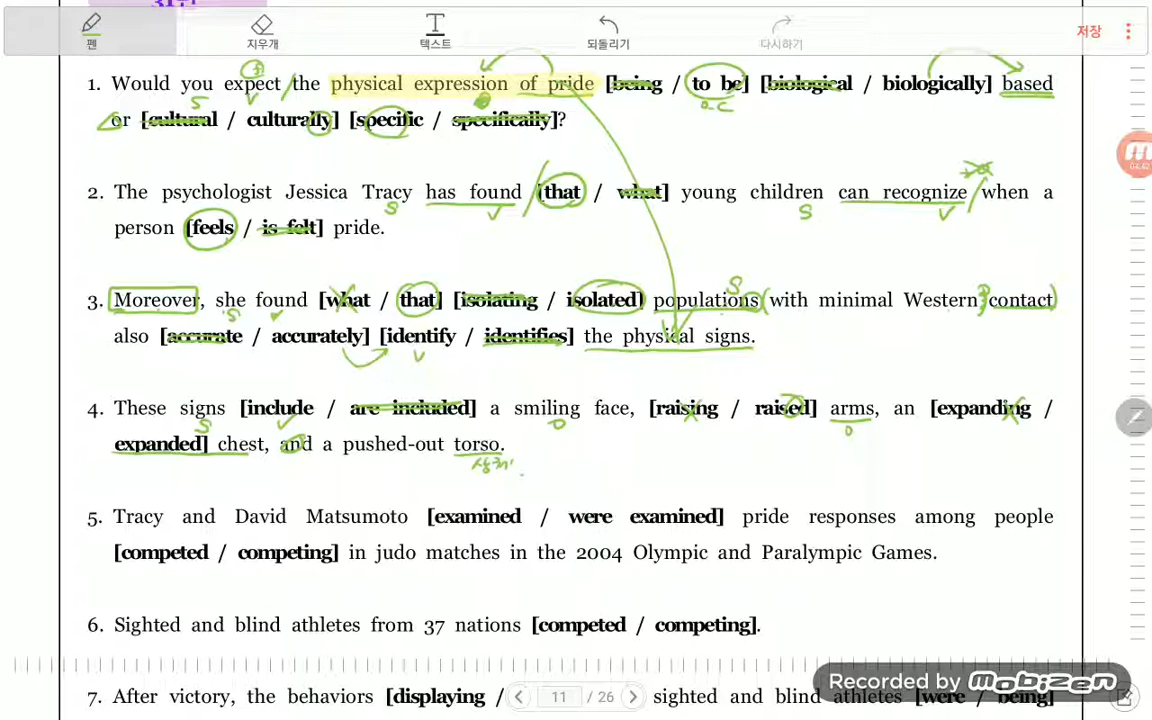 31번
펜 지우개 텍스트 되돌리기 다시하기 저장
1. Would you expect the physical expression of pride [being / to be] [biological / biologically] based
or [cultural / culturally] [specific / specifically]?
2. The psychologist Jessica Tracy has found [that / what] young children can recognize when a
person [feels / is felt] pride.
3. Moreover, she found [what / that] [isolating / isolated] populations (with minimal Western contact)
also [accurate / accurately] [identify / identifies] the physical signs.
4. These signs [include / are included] a smiling face, [raising / raised] arms, an [expanding /
expanded] chest, and a pushed-out torso.
상체
5. Tracy and David Matsumoto [examined / were examined] pride responses among people
[competed / competing] in judo matches in the 2004 Olympic and Paralympic Games.
6. Sighted and blind athletes from 37 nations [competed / competing].
Recorded by mobizen
7. After victory, the behaviors [displaying / sighted and blind athletes [were / being]
11 / 26